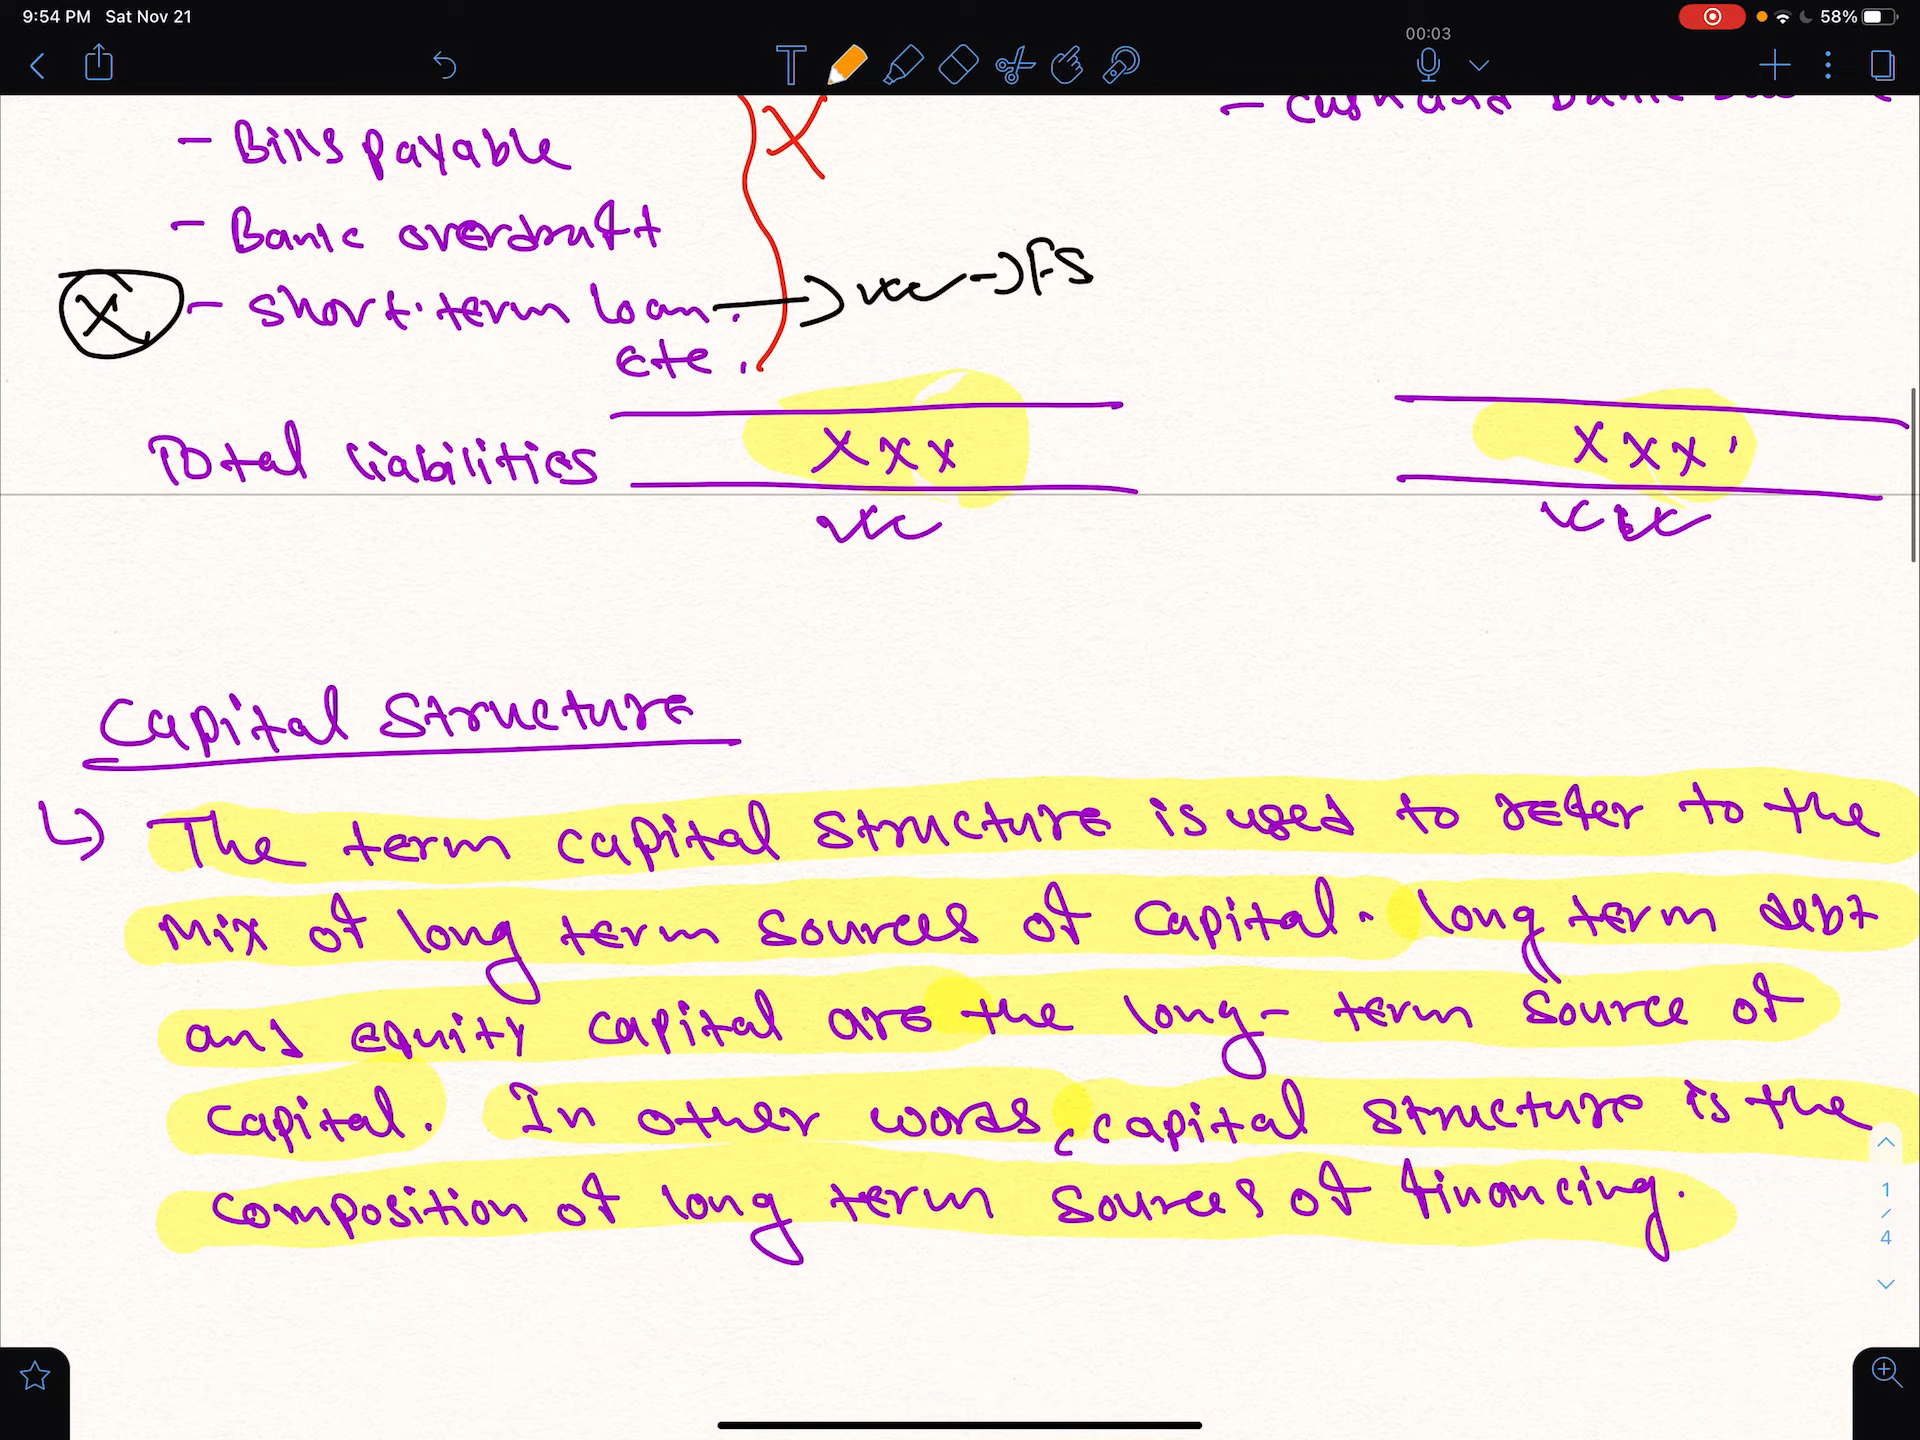 9:54 PM Sat Nov 21
58%
00:03
- Bills payable
- Bank overdraft
X - short-term loan. → → FS
etc.
X
Total liabilities XXX XXX
Capital Structure
↳ The term capital structure is used to refer to the
Mix of long term sources of capital. long term debt
and equity capital are the long-term source of
capital. In other words, capital structure is the
composition of long term sources of financing.
1
/
4